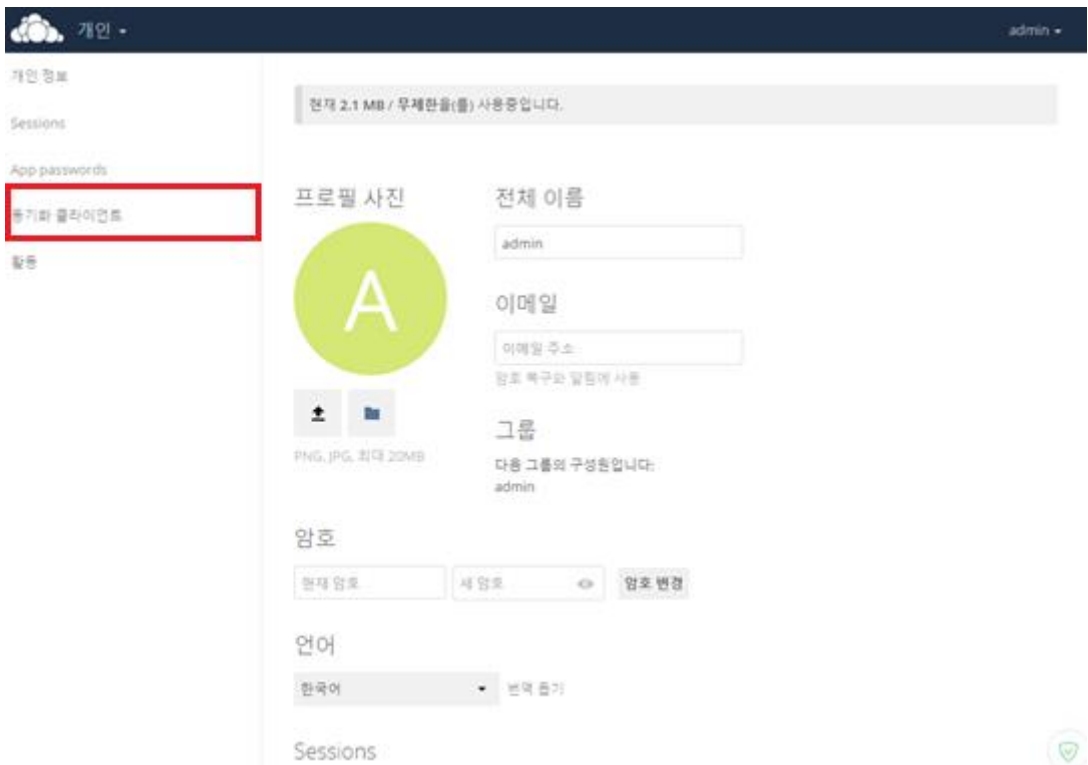 개인
admin
개인 정보
Sessions
App passwords
동기화 클라이언트
활동
현재 2.1 MB / 무제한을(를) 사용중입니다.
프로필 사진
전체 이름
admin
A
이메일
이메일 주소
암호 복구와 알림에 사용
PNG, JPG, 최대 20MB
그룹
다음 그룹의 구성원입니다:
admin
암호
현재 암호
새 암호
암호 변경
언어
한국어
번역 돕기
Sessions